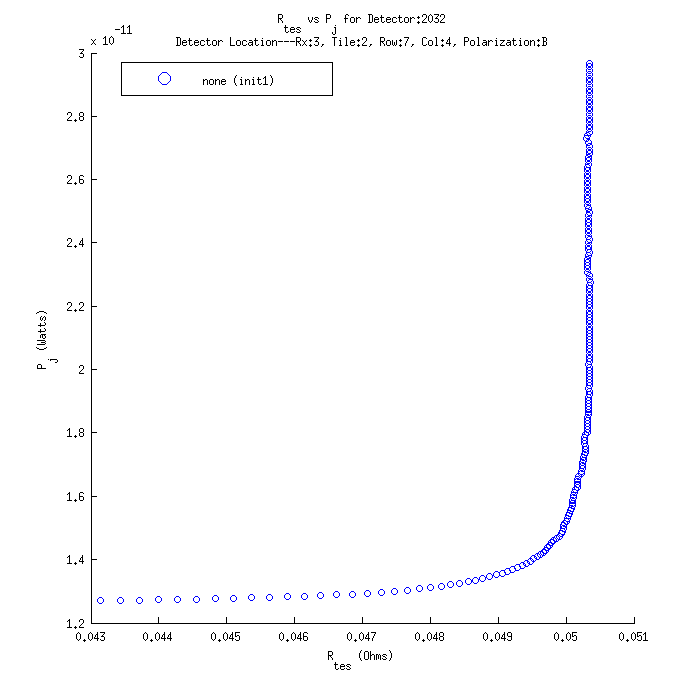 R_tes vs P_j for Detector:2032
Detector Location---Rx:3, Tile:2, Row:7, Col:4, Polarization:B
x 10^-11
none (init1)
3
2.8
2.6
2.4
2.2
2
1.8
1.6
1.4
1.2
P_j (Watts)
0.043 0.044 0.045 0.046 0.047 0.048 0.049 0.05 0.051
R_tes (Ohms)